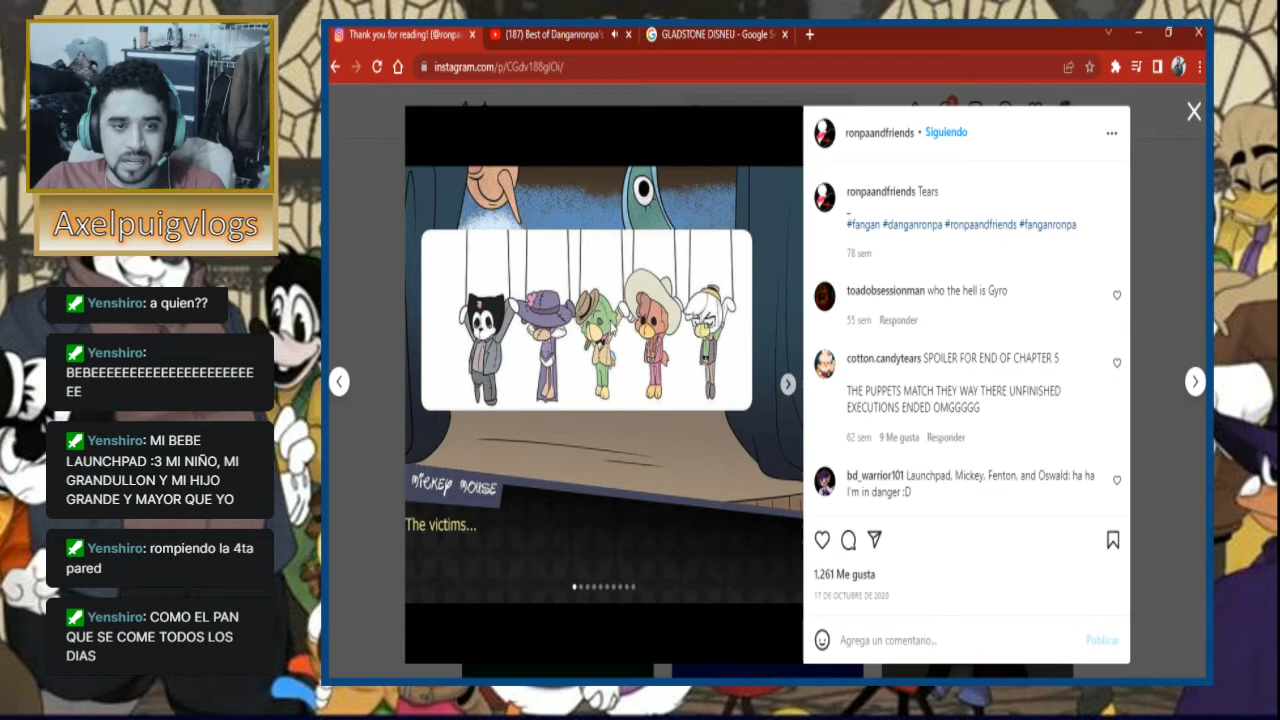 Thank you for reading! (@ronpa
(187) Best of Danganronpa's
GLADSTONE DISNEU - Google S
instagram.com/p/CGdv188glOi/
Axelpuigvlogs
Yenshiro: a quien??
Yenshiro:
BEBEEEEEEEEEEEEEEEEEEEEEE
EE
Yenshiro: MI BEBE
LAUNCHPAD :3 MI NIÑO, MI
GRANDULLON Y MI HIJO
GRANDE Y MAYOR QUE YO
Yenshiro: rompiendo la 4ta
pared
Yenshiro: COMO EL PAN
QUE SE COME TODOS LOS
DIAS
MICKEY MOUSE
The victims...
ronpaandfriends • Siguiendo
ronpaandfriends Tears
_
#fangan #danganronpa #ronpaandfriends #fanganronpa
78 sem
toadobsessionman who the hell is Gyro
55 sem Responder
cotton.candytears SPOILER FOR END OF CHAPTER 5
THE PUPPETS MATCH THEY WAY THERE UNFINISHED
EXECUTIONS ENDED OMGGGGG
62 sem 9 Me gusta Responder
bd_warrior101 Launchpad, Mickey, Fenton, and Oswald: ha ha
I'm in danger :D
1,261 Me gusta
17 DE OCTUBRE DE 2020
Agrega un comentario...
Publicar